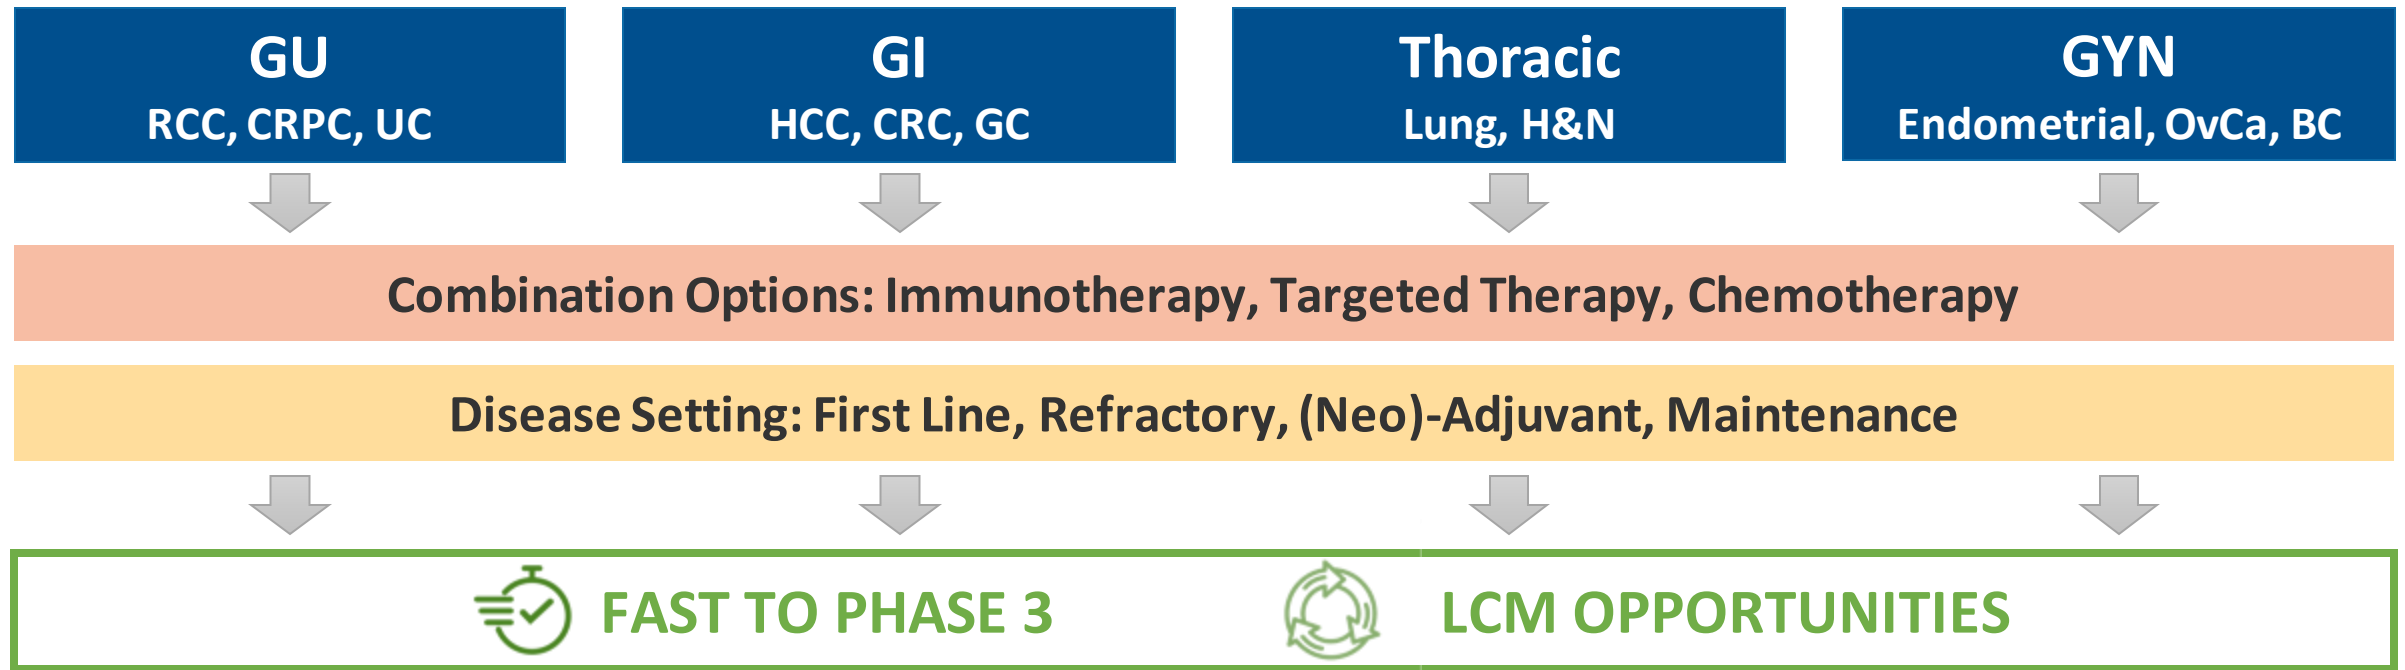 GU
RCC, CRPC, UC
GI
HCC, CRC, GC
Thoracic
Lung, H&N
GYN
Endometrial, OvCa, BC
Combination Options: Immunotherapy, Targeted Therapy, Chemotherapy
Disease Setting: First Line, Refractory, (Neo)-Adjuvant, Maintenance
FAST TO PHASE 3
LCM OPPORTUNITIES